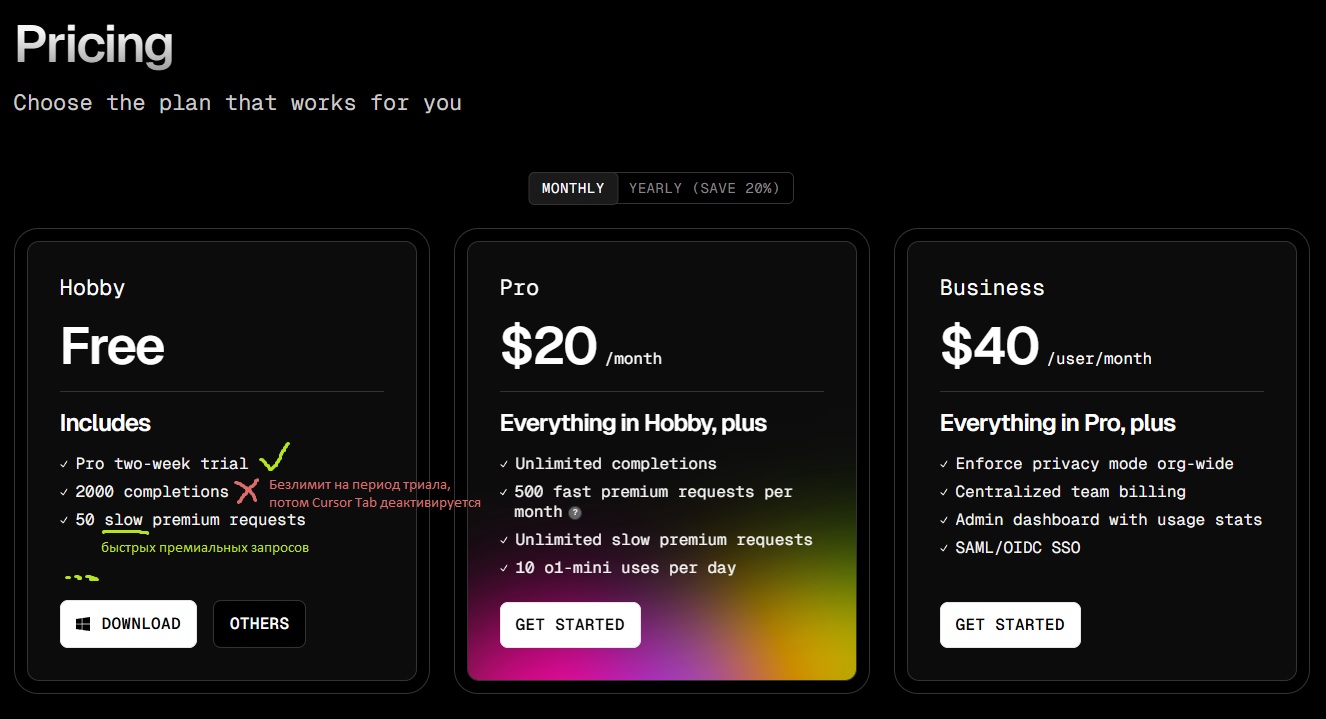 Pricing
Choose the plan that works for you
MONTHLY YEARLY (SAVE 20%)
Hobby
Free
Includes
✓ Pro two-week trial
✓ 2000 completions
Безлимит на период триала,
потом Cursor Tab деактивируется
✓ 50 slow premium requests
быстрых премиальных запросов
DOWNLOAD OTHERS
Pro
$20 /month
Everything in Hobby, plus
✓ Unlimited completions
✓ 500 fast premium requests per
month ?
✓ Unlimited slow premium requests
✓ 10 o1-mini uses per day
GET STARTED
Business
$40 /user/month
Everything in Pro, plus
✓ Enforce privacy mode org-wide
✓ Centralized team billing
✓ Admin dashboard with usage stats
✓ SAML/OIDC SSO
GET STARTED